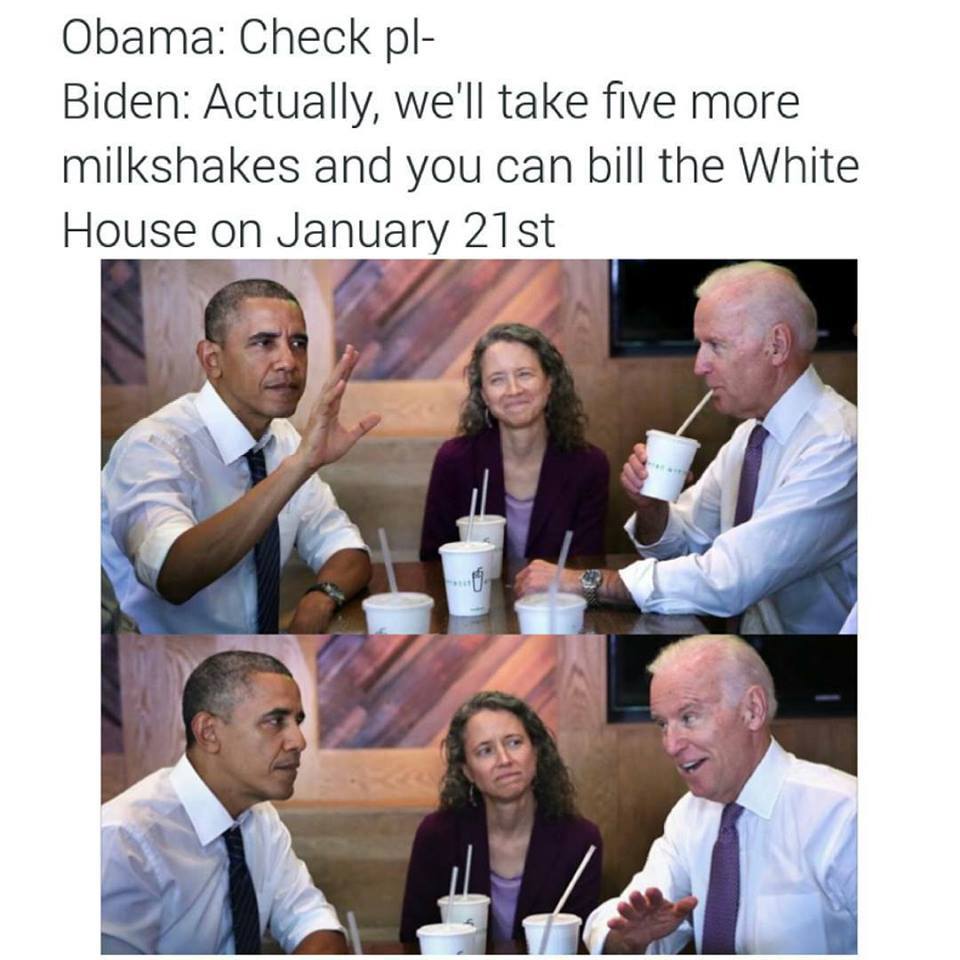 Obama: Check pl-
Biden: Actually, we'll take five more
milkshakes and you can bill the White
House on January 21st